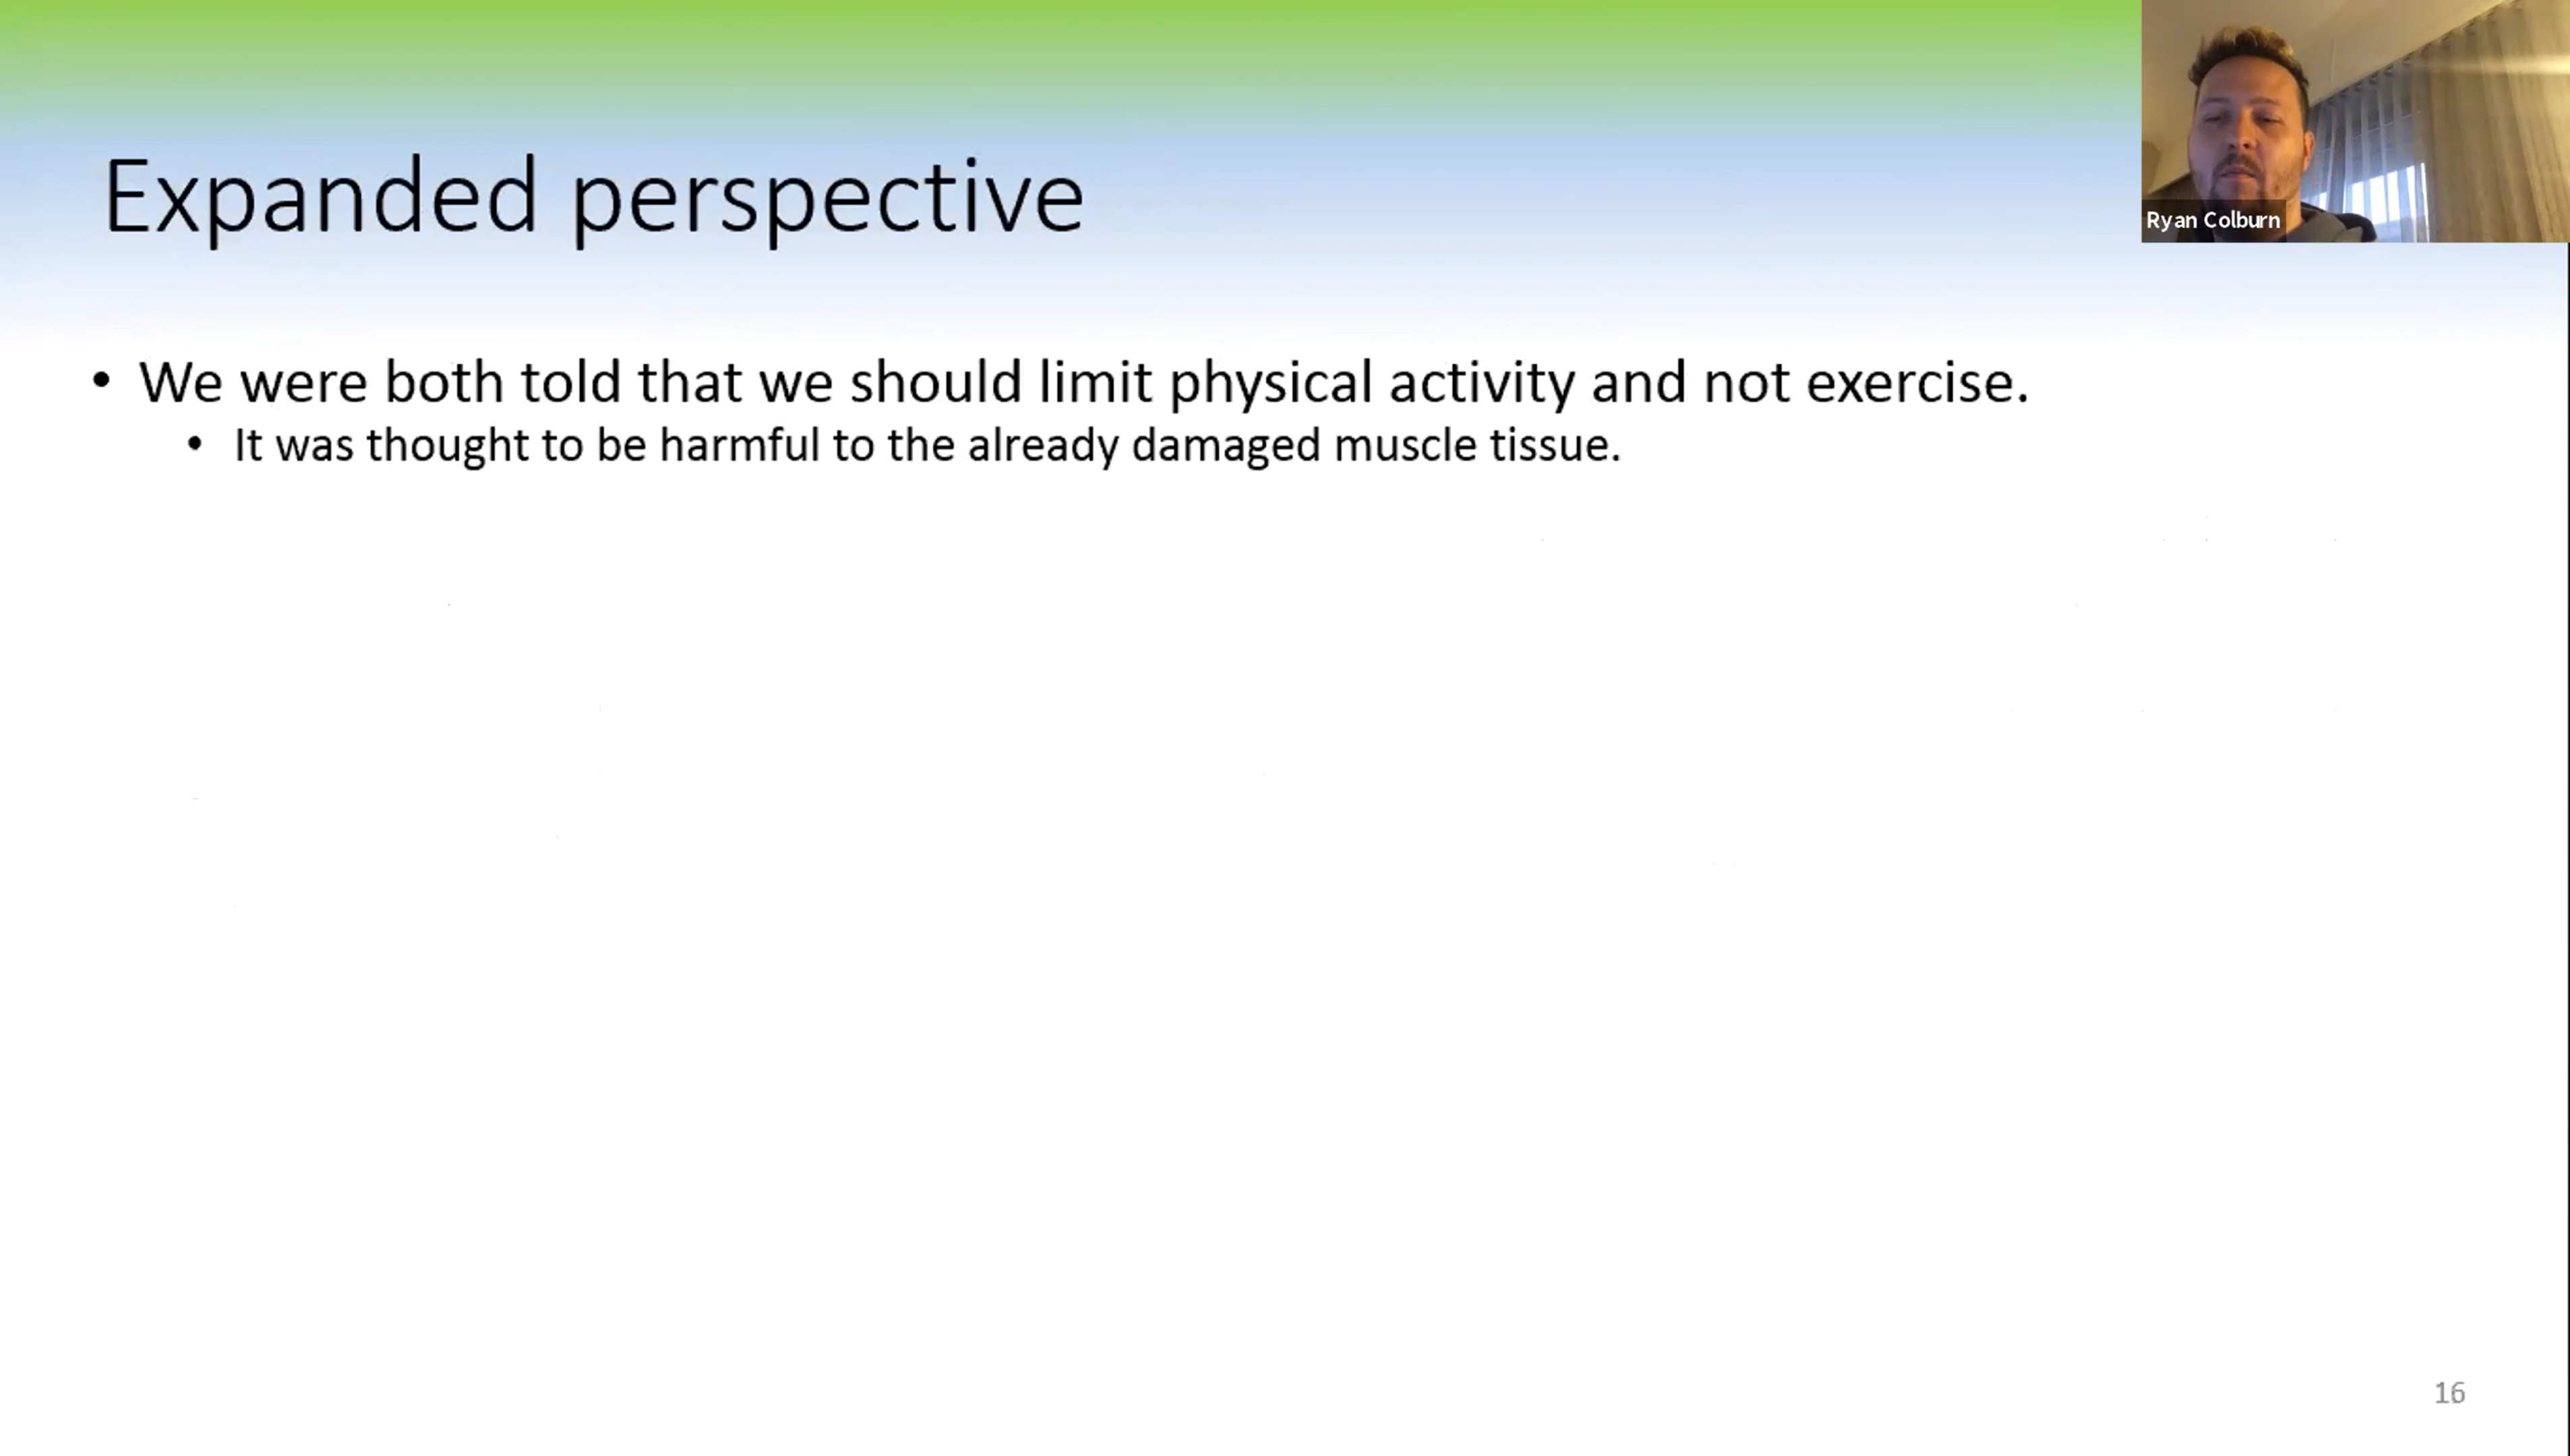 Expanded perspective
Ryan Colburn
• We were both told that we should limit physical activity and not exercise.
• It was thought to be harmful to the already damaged muscle tissue.
16